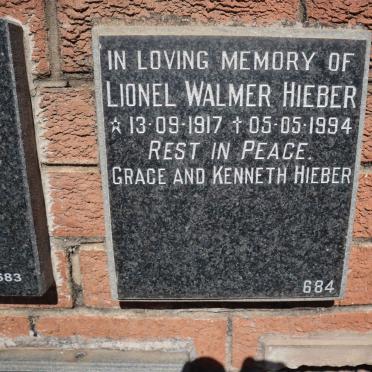 IN LOVING MEMORY OF
LIONEL WALMER HIEBER
☆ 13-09-1917 ✝ 05-05-1994
REST IN PEACE.
GRACE AND KENNETH HIEBER
684
683